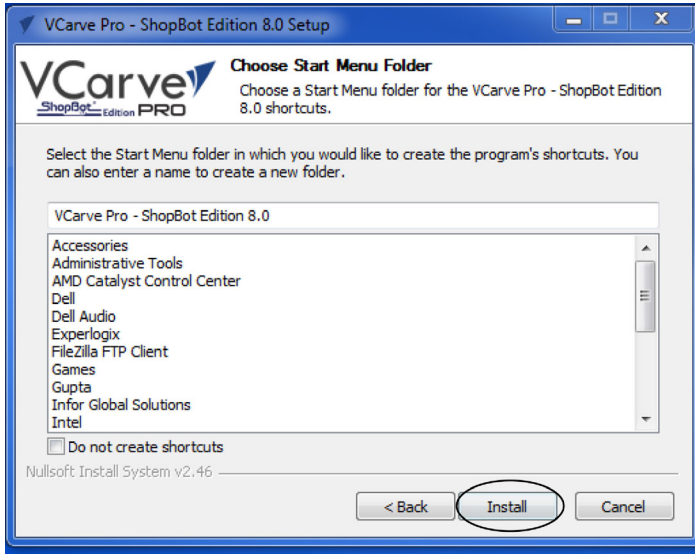 VCarve Pro - ShopBot Edition 8.0 Setup
VCarve
ShopBot Edition PRO
Choose Start Menu Folder
Choose a Start Menu folder for the VCarve Pro - ShopBot Edition
8.0 shortcuts.
Select the Start Menu folder in which you would like to create the program's shortcuts. You
can also enter a name to create a new folder.
VCarve Pro - ShopBot Edition 8.0
Accessories
Administrative Tools
AMD Catalyst Control Center
Dell
Dell Audio
Experlogix
FileZilla FTP Client
Games
Gupta
Infor Global Solutions
Intel
Do not create shortcuts
Nullsoft Install System v2.46
< Back Install Cancel